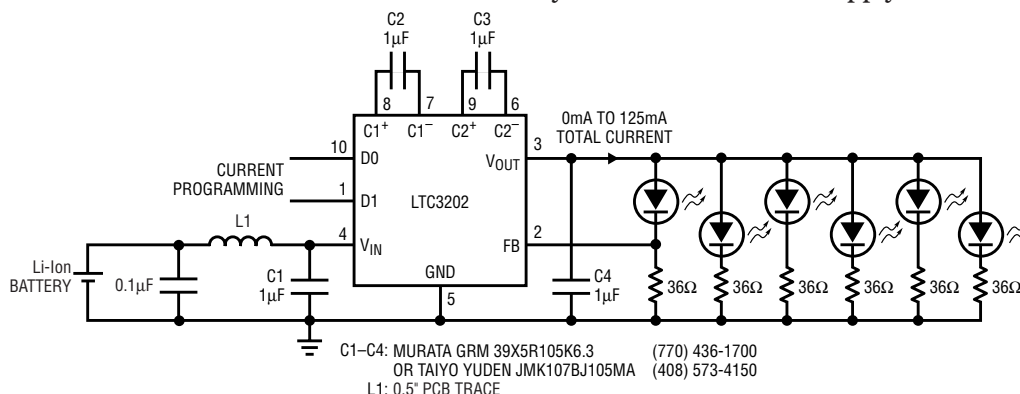 C2
1µF
C3
1µF
8
7
9
6
C1+
C1–
C2+
C2–
0mA TO 125mA
TOTAL CURRENT
10
D0
VOUT
3
CURRENT
PROGRAMMING
1
D1
LTC3202
L1
4
VIN
FB
2
Li-Ion
BATTERY
0.1µF
C1
1µF
GND
5
C4
1µF
36Ω
36Ω
36Ω
36Ω
36Ω
36Ω
C1–C4: MURATA GRM 39X5R105K6.3 (770) 436-1700
OR TAIYO YUDEN JMK107BJ105MA (408) 573-4150
L1: 0.5" PCB TRACE